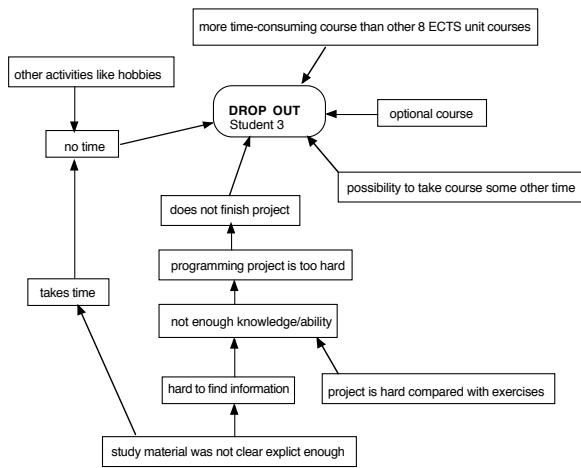 more time-consuming course than other 8 ECTS unit courses
other activities like hobbies
DROP OUT
Student 3
optional course
no time
possibility to take course some other time
does not finish project
programming project is too hard
takes time
not enough knowledge/ability
hard to find information
project is hard compared with exercises
study material was not clear explict enough